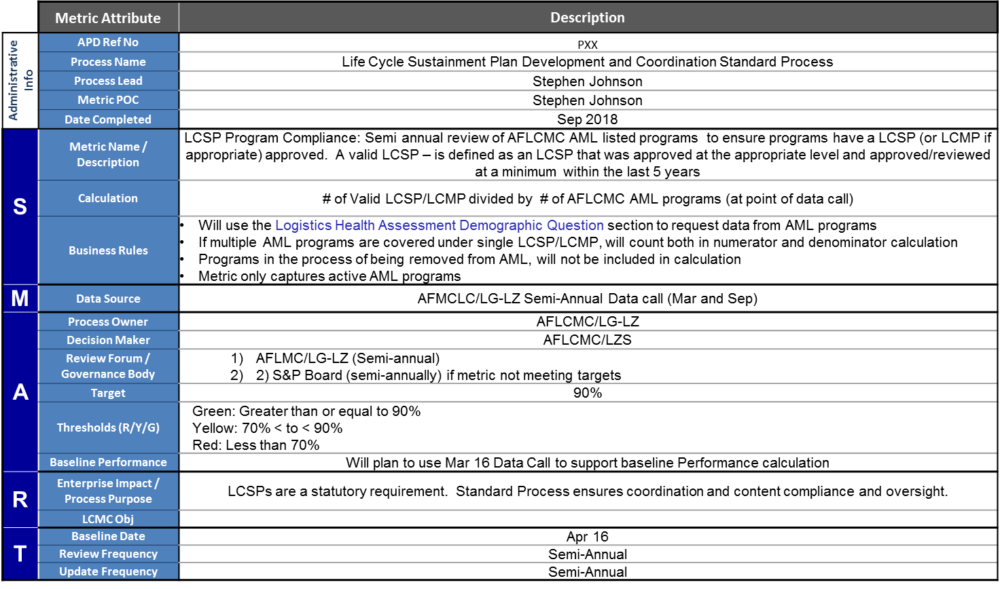 Metric Attribute Description
Administrative
Info
APD Ref No PXX
Process Name Life Cycle Sustainment Plan Development and Coordination Standard Process
Process Lead Stephen Johnson
Metric POC Stephen Johnson
Date Completed Sep 2018
S
Metric Name /
Description
LCSP Program Compliance: Semi annual review of AFLCMC AML listed programs to ensure programs have a LCSP (or LCMP if
appropriate) approved. A valid LCSP – is defined as an LCSP that was approved at the appropriate level and approved/reviewed
at a minimum within the last 5 years
Calculation # of Valid LCSP/LCMP divided by # of AFLCMC AML programs (at point of data call)
Business Rules
• Will use the Logistics Health Assessment Demographic Question section to request data from AML programs
• If multiple AML programs are covered under single LCSP/LCMP, will count both in numerator and denominator calculation
• Programs in the process of being removed from AML, will not be included in calculation
• Metric only captures active AML programs
M
Data Source AFMCLC/LG-LZ Semi-Annual Data call (Mar and Sep)
A
Process Owner AFLCMC/LG-LZ
Decision Maker AFLCMC/LZS
Review Forum /
Governance Body
1) AFLMC/LG-LZ (Semi-annual)
2) 2) S&P Board (semi-annually) if metric not meeting targets
Target 90%
Thresholds (R/Y/G)
Green: Greater than or equal to 90%
Yellow: 70% < to < 90%
Red: Less than 70%
Baseline Performance Will plan to use Mar 16 Data Call to support baseline Performance calculation
R
Enterprise Impact /
Process Purpose
LCSPs are a statutory requirement. Standard Process ensures coordination and content compliance and oversight.
LCMC Obj
T
Baseline Date Apr 16
Review Frequency Semi-Annual
Update Frequency Semi-Annual